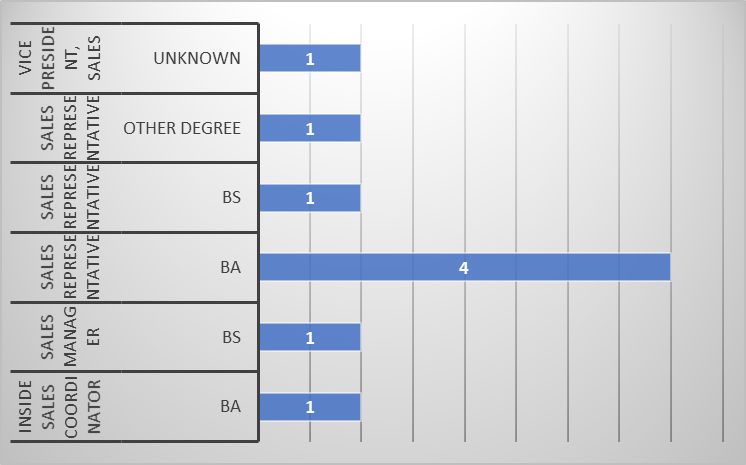 VICE
PRESIDE
NT,
SALES
UNKNOWN
1
SALES
REPRESE
NTATIVE
OTHER DEGREE
1
SALES
REPRESE
NTATIVE
BS
1
SALES
REPRESE
NTATIVE
BA
4
SALES
MANAG
ER
BS
1
INSIDE
SALES
COORDI
NATOR
BA
1